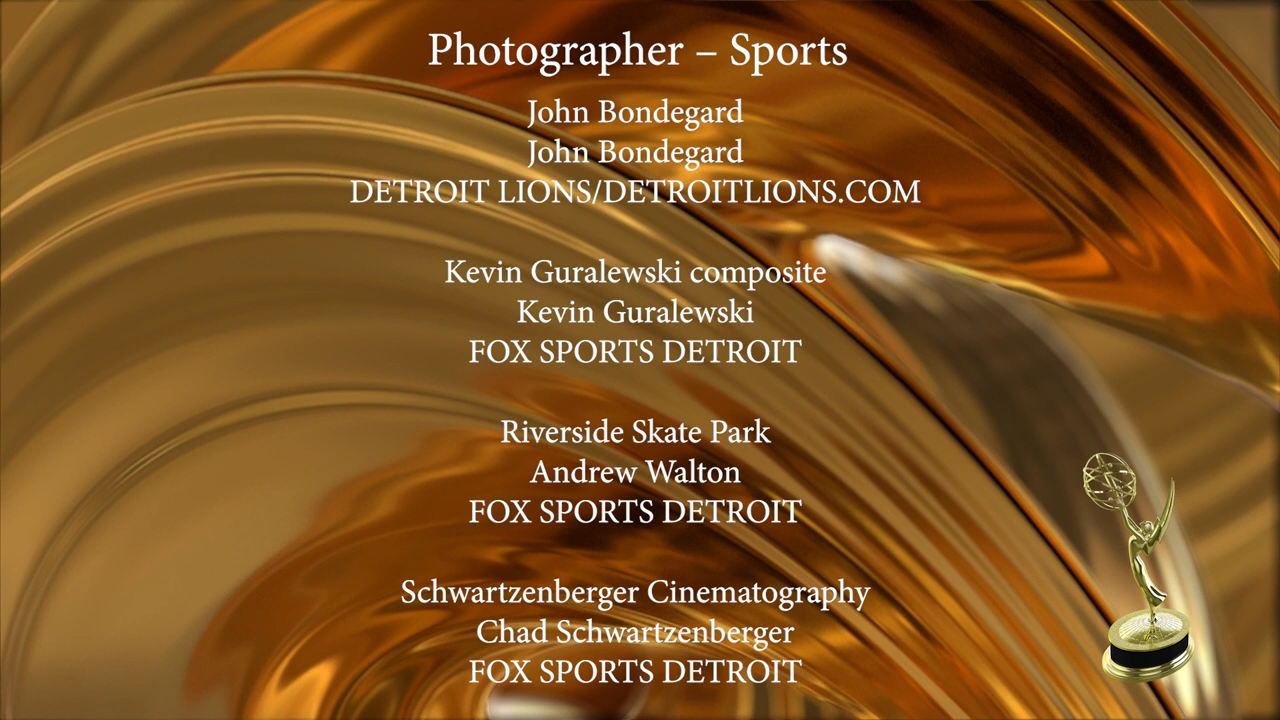 Photographer – Sports
John Bondegard
John Bondegard
DETROIT LIONS/DETROITLIONS.COM
Kevin Guralewski composite
Kevin Guralewski
FOX SPORTS DETROIT
Riverside Skate Park
Andrew Walton
FOX SPORTS DETROIT
Schwartzenberger Cinematography
Chad Schwartzenberger
FOX SPORTS DETROIT